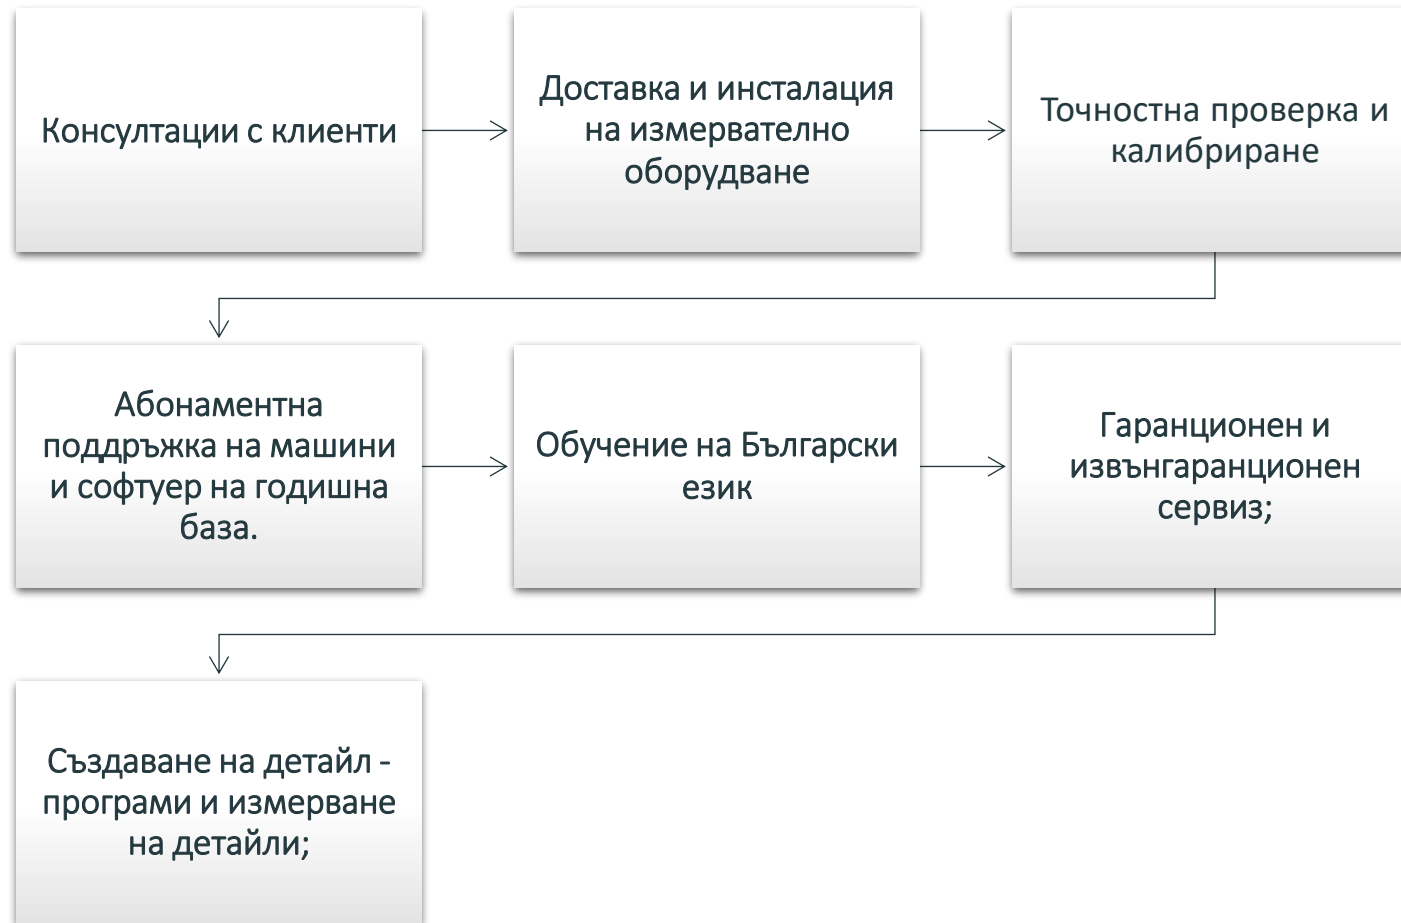 Консултации с клиенти
Доставка и инсталация
на измервателно
оборудване
Точностна проверка и
калибриране
Абонаментна
поддръжка на машини
и софтуер на годишна
база.
Обучение на Български
език
Гаранционен и
извънгаранционен
сервиз;
Създаване на детайл -
програми и измерване
на детайли;